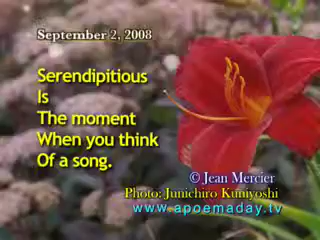 September 2, 2008
Serendipitious
Is
The moment
When you think
Of a song.
© Jean Mercier
Photo: Junichiro Kuniyoshi
www.apoemaday.tv